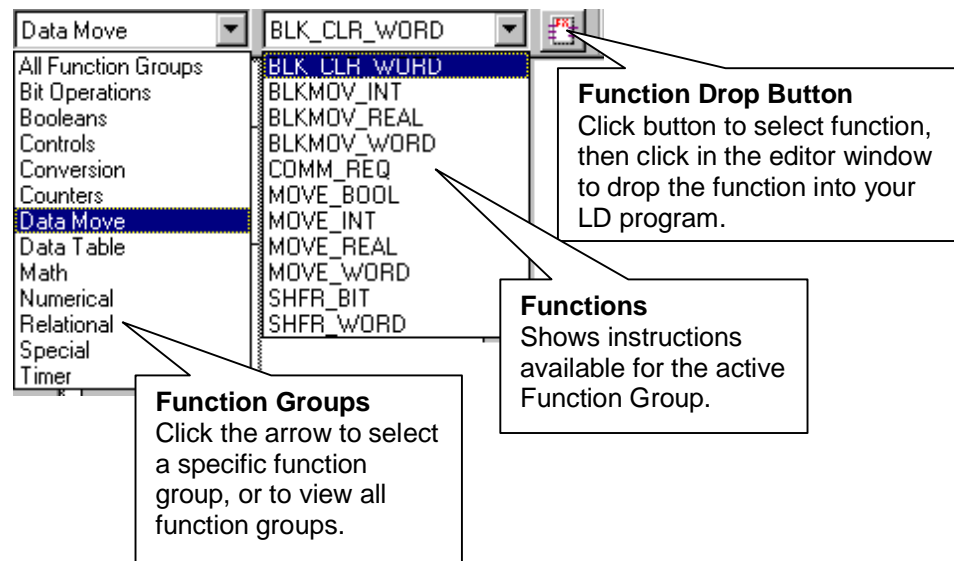 Data Move
BLK_CLR_WORD
FX
All Function Groups
Bit Operations
Booleans
Controls
Conversion
Counters
Data Move
Data Table
Math
Numerical
Relational
Special
Timer
BLK_CLR_WORD
BLKMOV_INT
BLKMOV_REAL
BLKMOV_WORD
COMM_REQ
MOVE_BOOL
MOVE_INT
MOVE_REAL
MOVE_WORD
SHFR_BIT
SHFR_WORD
Function Drop Button
Click button to select function,
then click in the editor window
to drop the function into your
LD program.
Functions
Shows instructions
available for the active
Function Group.
Function Groups
Click the arrow to select
a specific function
group, or to view all
function groups.